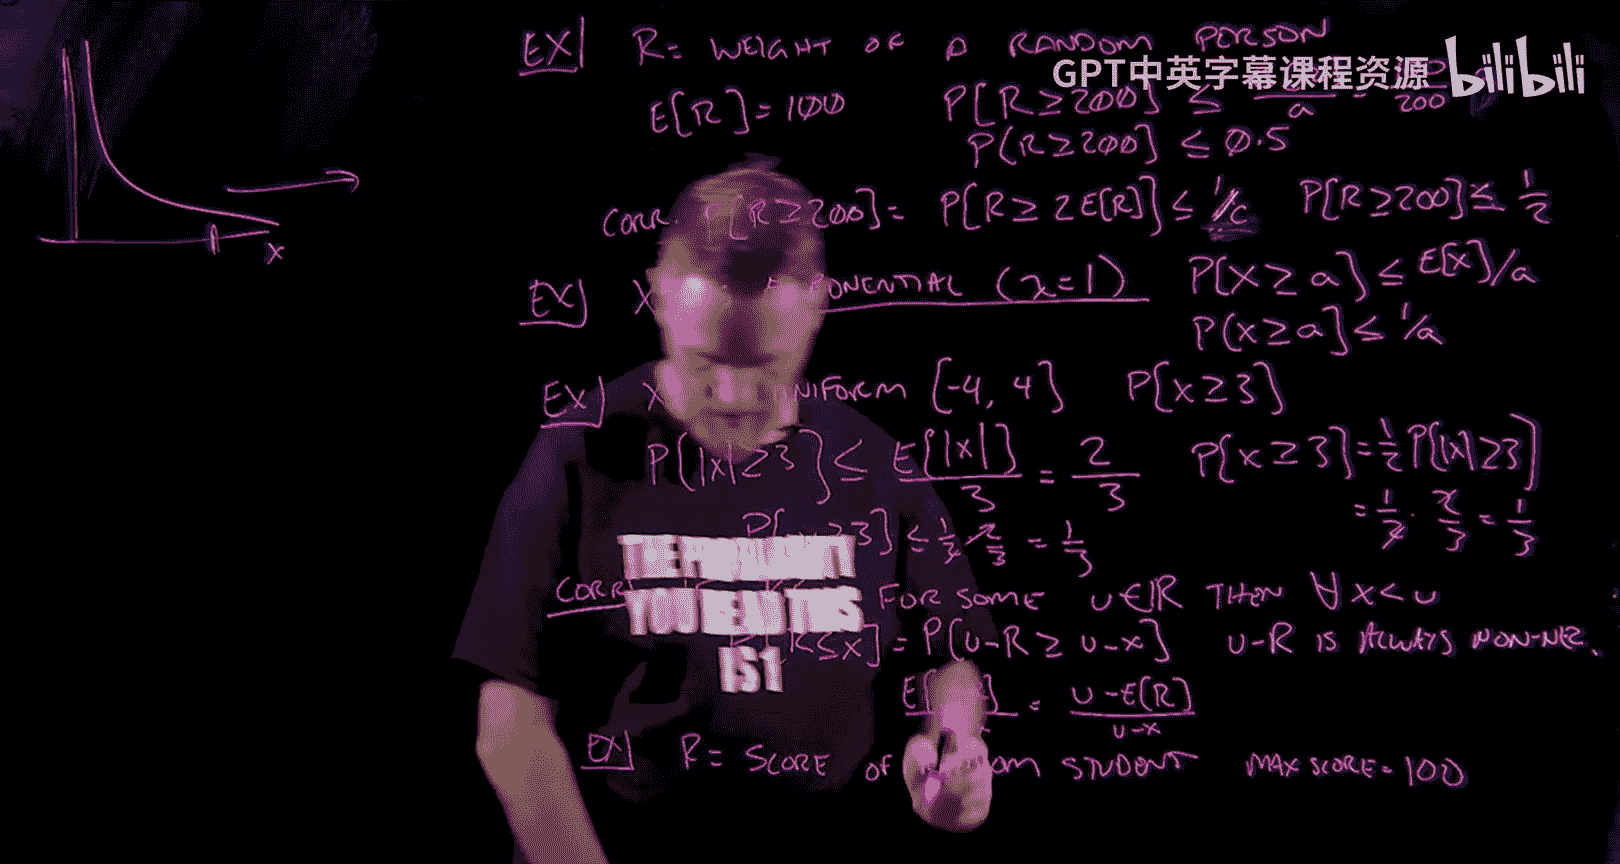 EX R = WEIGHT OF A RANDOM PERSON
GPT中英字幕课程资源 bilibili
E[R] = 100 P[R ≥ 200] ≤ a 200
P[R ≥ 200] ≤ 0.5
CORR. P[R ≥ 200] = P[R ≥ 2E[R]] ≤ 1/c P[R ≥ 200] ≤ 1/2
x
EX X (λ=1) P[X ≥ a] ≤ E[X]/a
P[X ≥ a] ≤ 1/a
EX X UNIFORM [-4, 4] P[X ≥ 3]
P[|X| ≥ 3] ≤ E[|X|]/3 = 2/3 P[X ≥ 3] = 1/2 P[|X| ≥ 3]
= 1/2 · 2/3 = 1/3
≥ 3] ≤ 1/2 · 2/3 = 1/3
CORR FOR SOME u ∈ ℝ THEN ∀ x < u
R ≤ x] = P[u-R ≥ u-x] u-R IS ALWAYS NON-NEG.
= u-E[R]/u-x
EX R = SCORE OF STUDENT MAX SCORE = 100
THE PROBABILITY
YOU READ THIS
IS 1